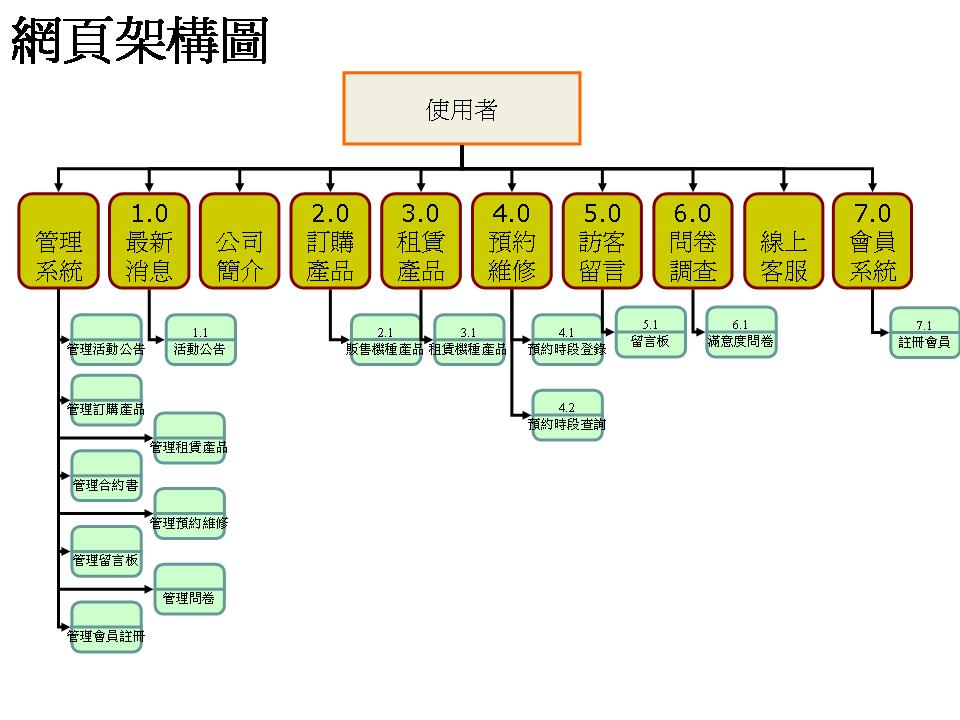 網頁架構圖
使用者
管理
系統
1.0
最新
消息
公司
簡介
2.0
訂購
產品
3.0
租賃
產品
4.0
預約
維修
5.0
訪客
留言
6.0
問卷
調查
線上
客服
7.0
會員
系統
管理活動公告
1.1
活動公告
2.1
販售機種產品
3.1
租賃機種產品
4.1
預約時段登錄
5.1
留言板
6.1
滿意度問卷
7.1
註冊會員
管理訂購產品
4.2
預約時段查詢
管理租賃產品
管理合約書
管理預約維修
管理留言板
管理問卷
管理會員註冊